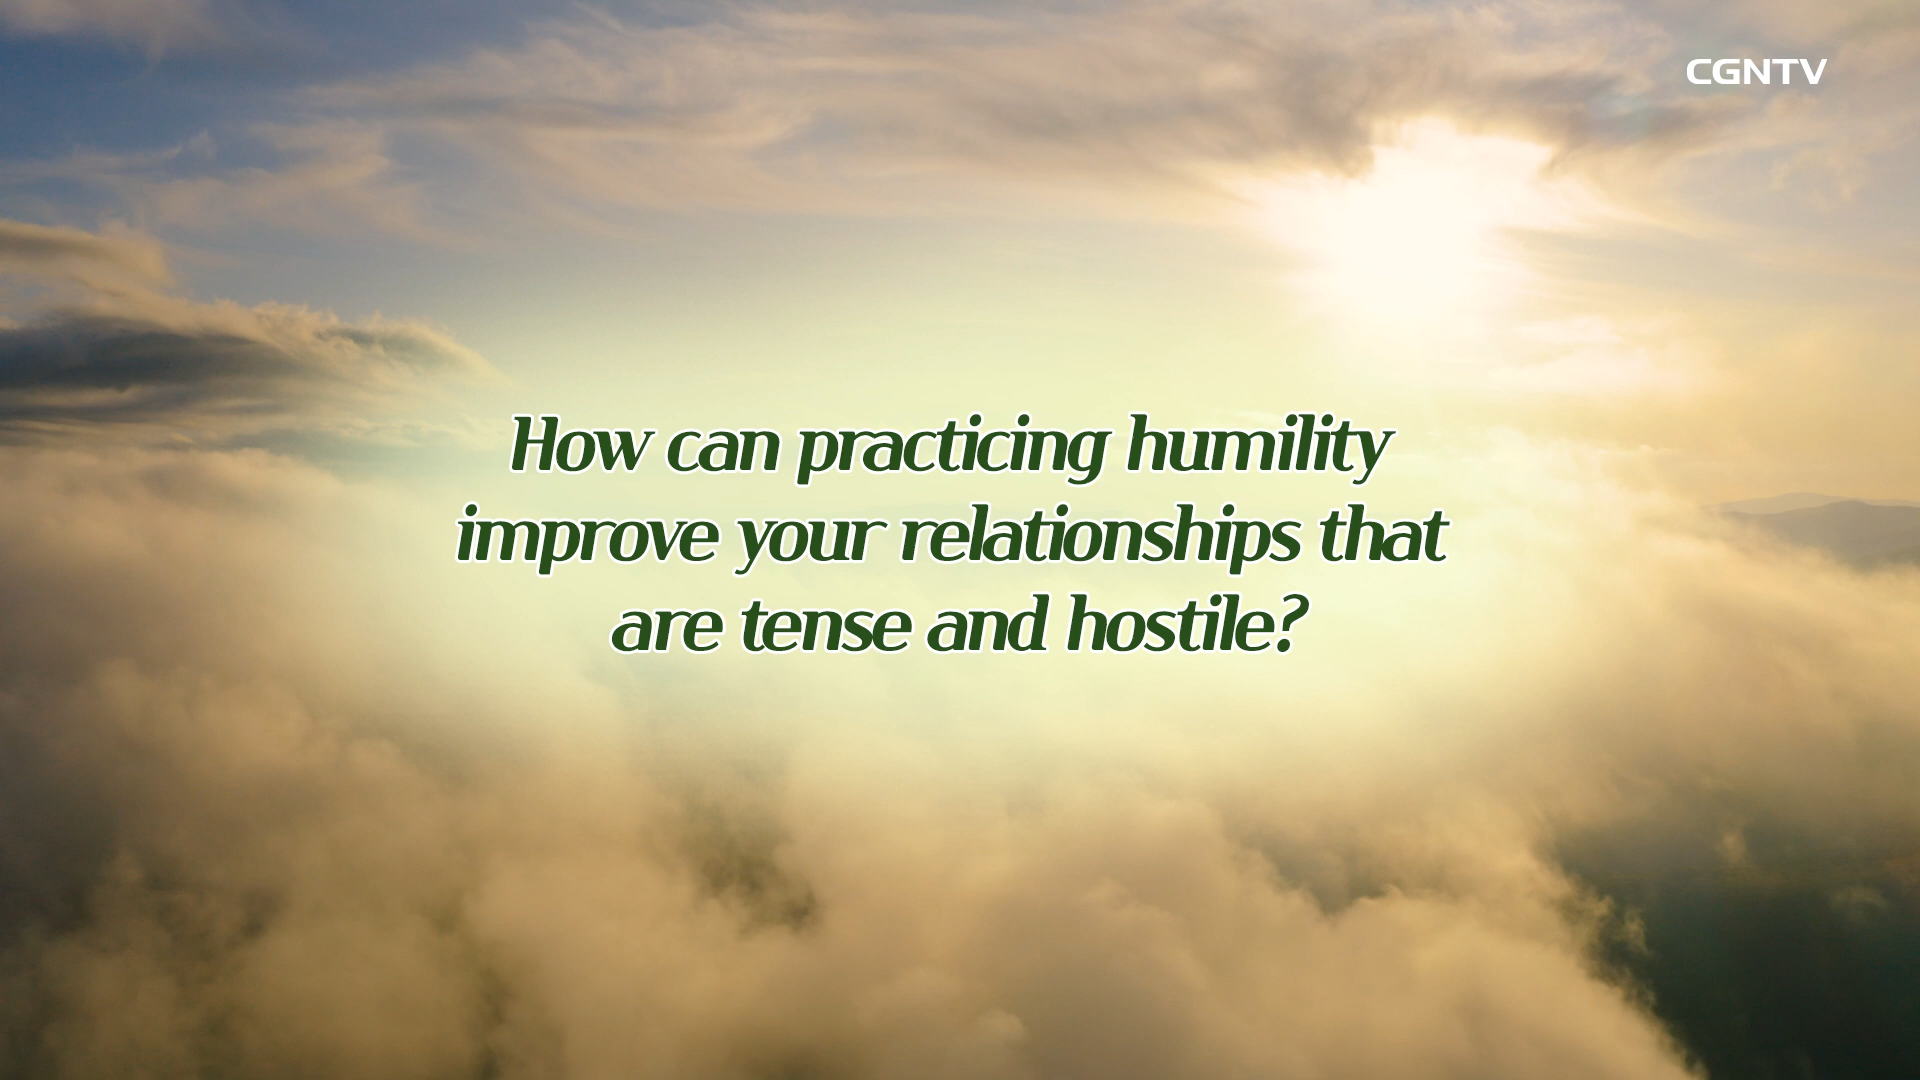 CGNTV
How can practicing humility
improve your relationships that
are tense and hostile?